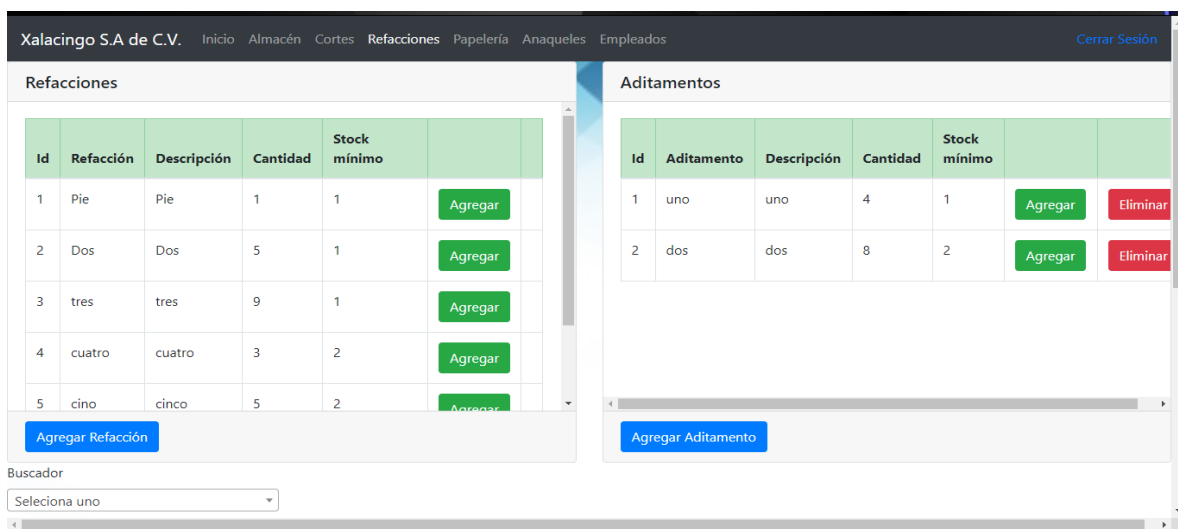 Xalacingo S.A de C.V. Inicio Almacén Cortes Refacciones Papelería Anaqueles Empleados Cerrar Sesión
Refacciones
Id Refacción Descripción Cantidad Stock mínimo
1 Pie Pie 1 1 Agregar
2 Dos Dos 5 1 Agregar
3 tres tres 9 1 Agregar
4 cuatro cuatro 3 2 Agregar
5 cino cinco 5 2 Agregar
Agregar Refacción
Aditamentos
Id Aditamento Descripción Cantidad Stock mínimo
1 uno uno 4 1 Agregar Eliminar
2 dos dos 8 2 Agregar Eliminar
Agregar Aditamento
Buscador
Seleciona uno